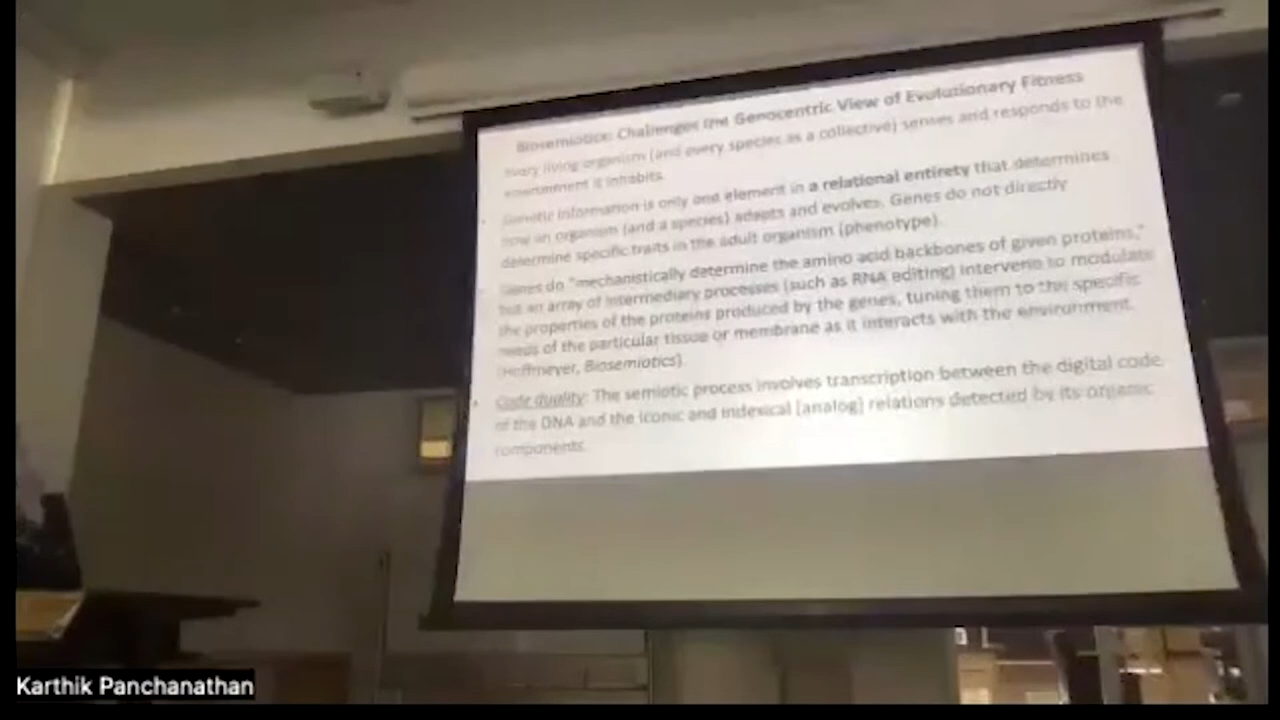 Biosemiotics: Challenges the Genocentric View of Evolutionary Fitness
every living organism (and every species as a collective) senses and responds to the
environment it inhabits.
Genetic information is only one element in a relational entirety that determines
how an organism (and a species) adapts and evolves. Genes do not directly
determine specific traits in the adult organism (phenotype).
Genes do "mechanistically determine the amino acid backbones of given proteins,"
but an array of intermediary processes (such as RNA editing) intervene to modulate
the properties of the proteins produced by the genes, tuning them to the specific
needs of the particular tissue or membrane as it interacts with the environment.
(Hoffmeyer, Biosemiotics).
Code duality: The semiotic process involves transcription between the digital code
of the DNA and the iconic and indexical [analog] relations detected by its organic
components.
Karthik Panchanathan